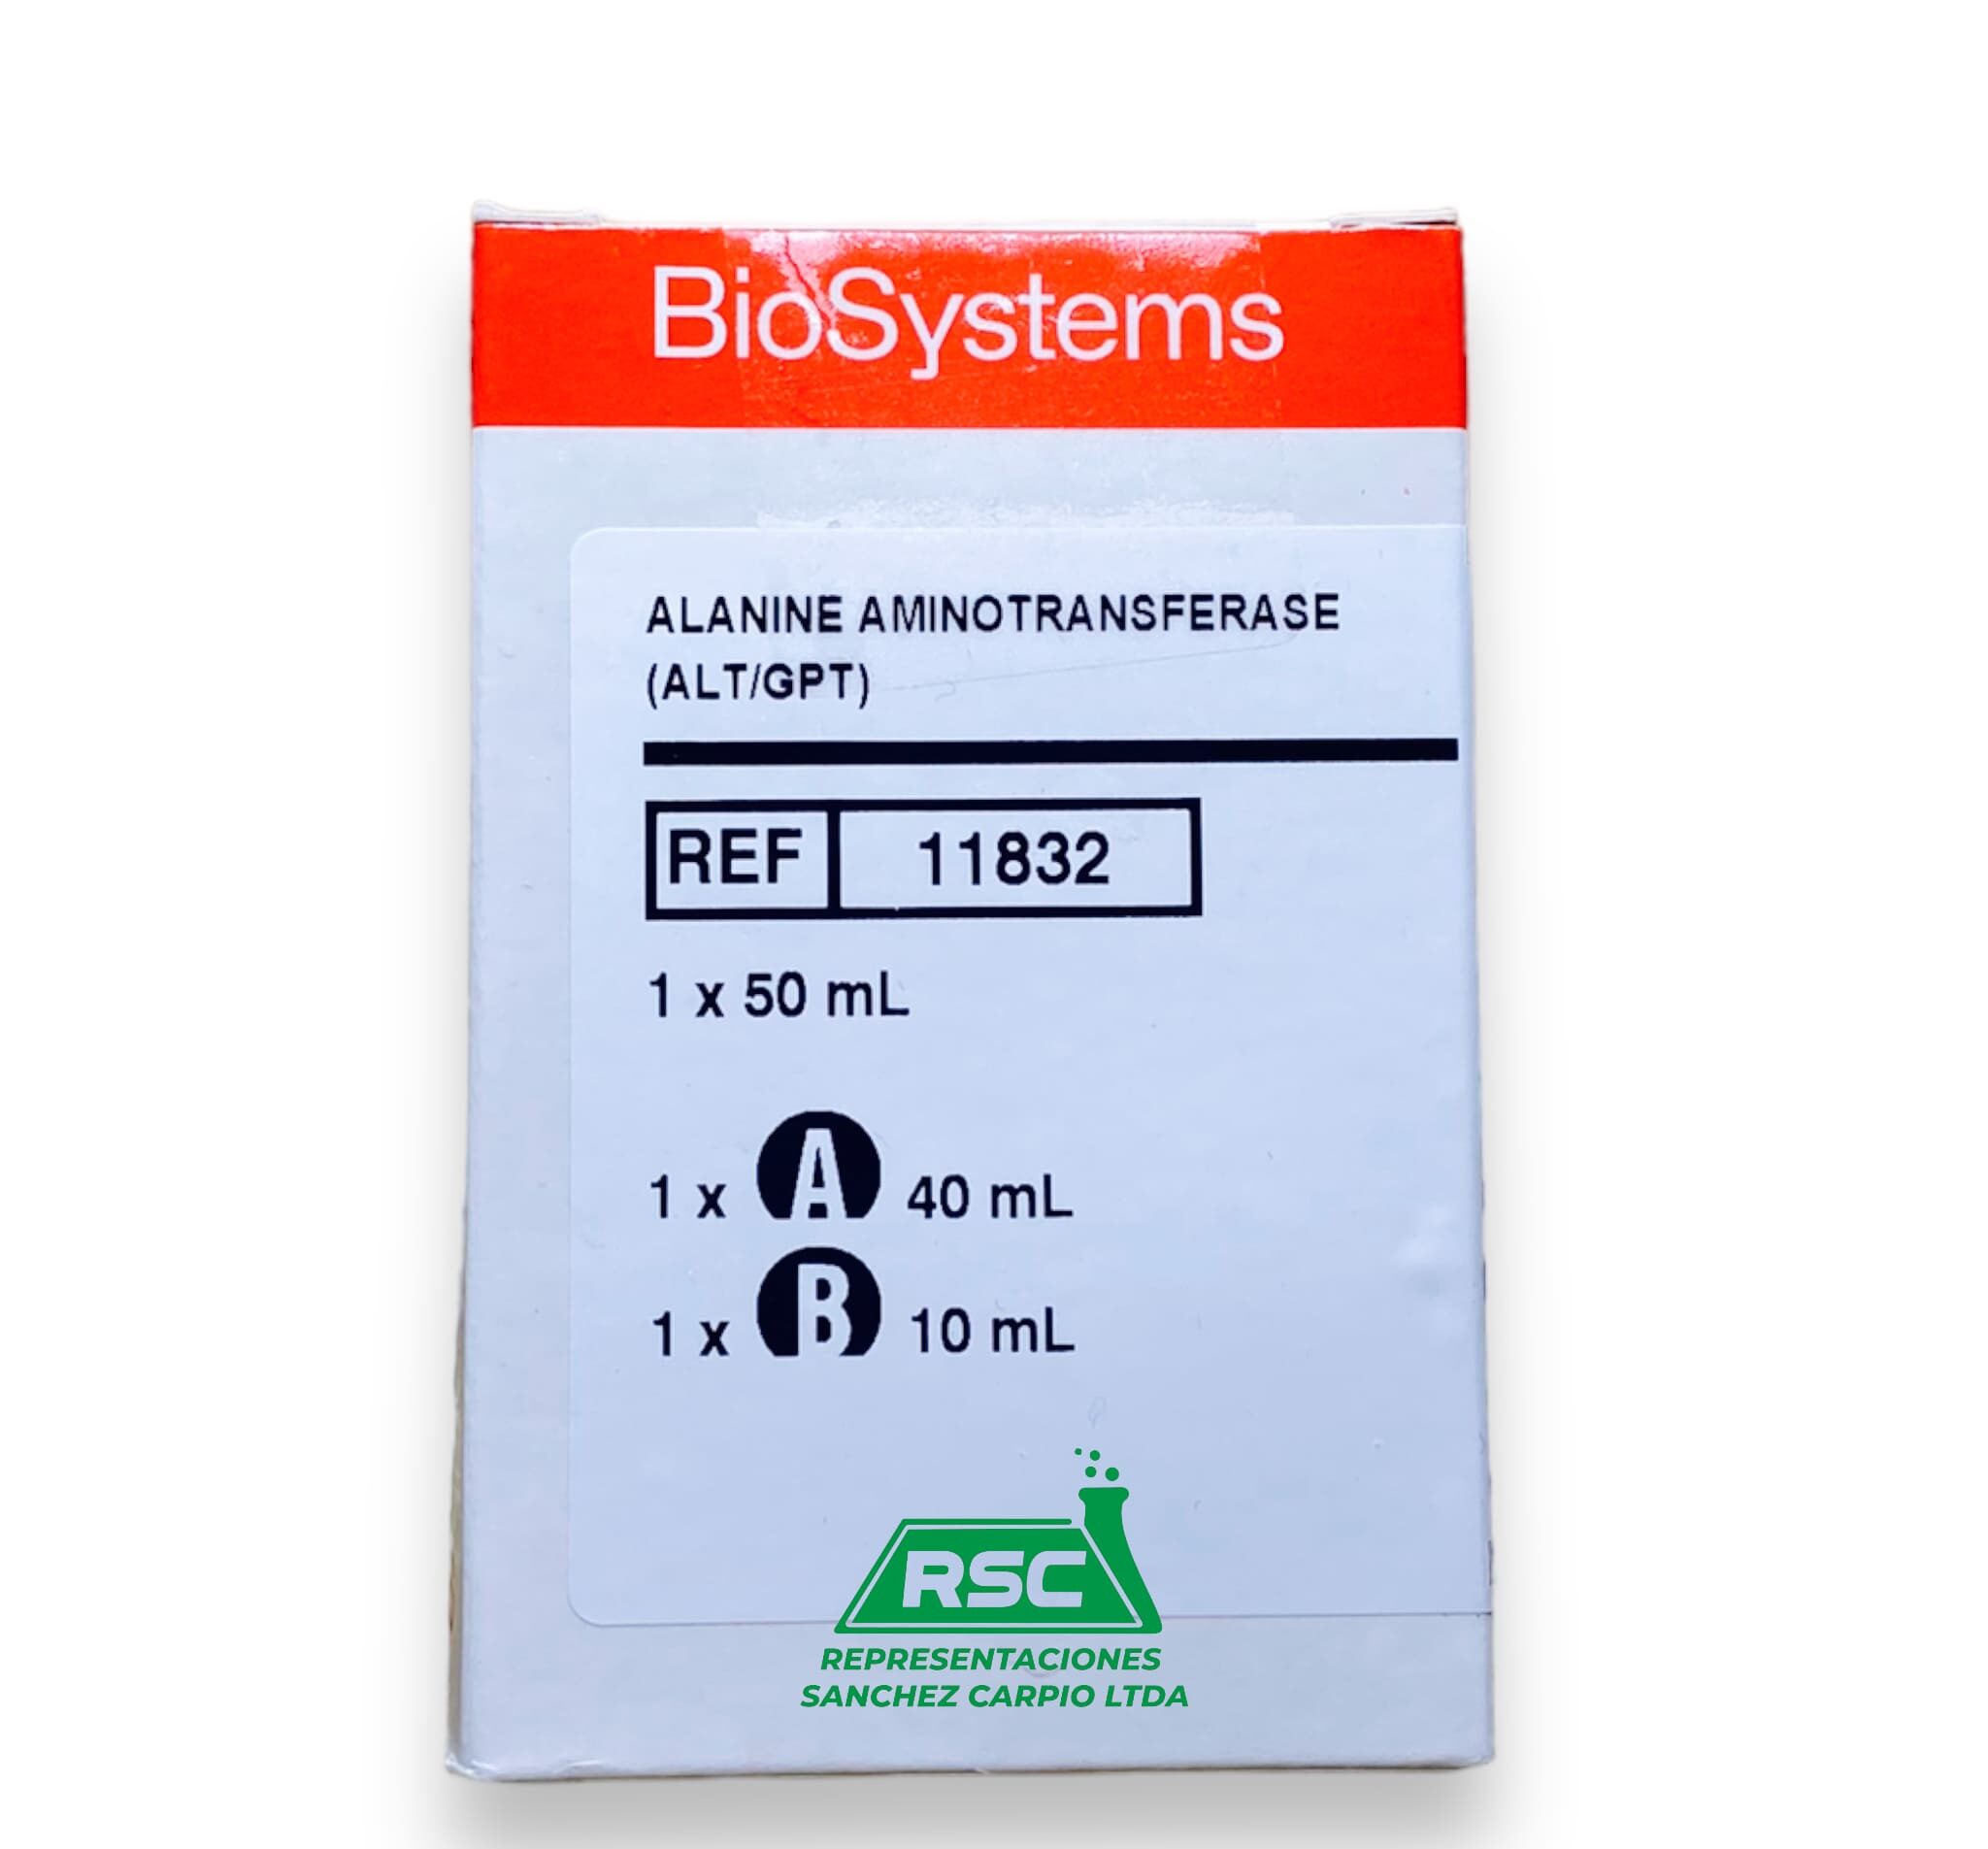 BioSystems
ALANINE AMINOTRANSFERASE
(ALT/GPT)
REF 11832
1 x 50 mL
1 x A 40 mL
1 x B 10 mL
RSC
REPRESENTACIONES
SANCHEZ CARPIO LTDA